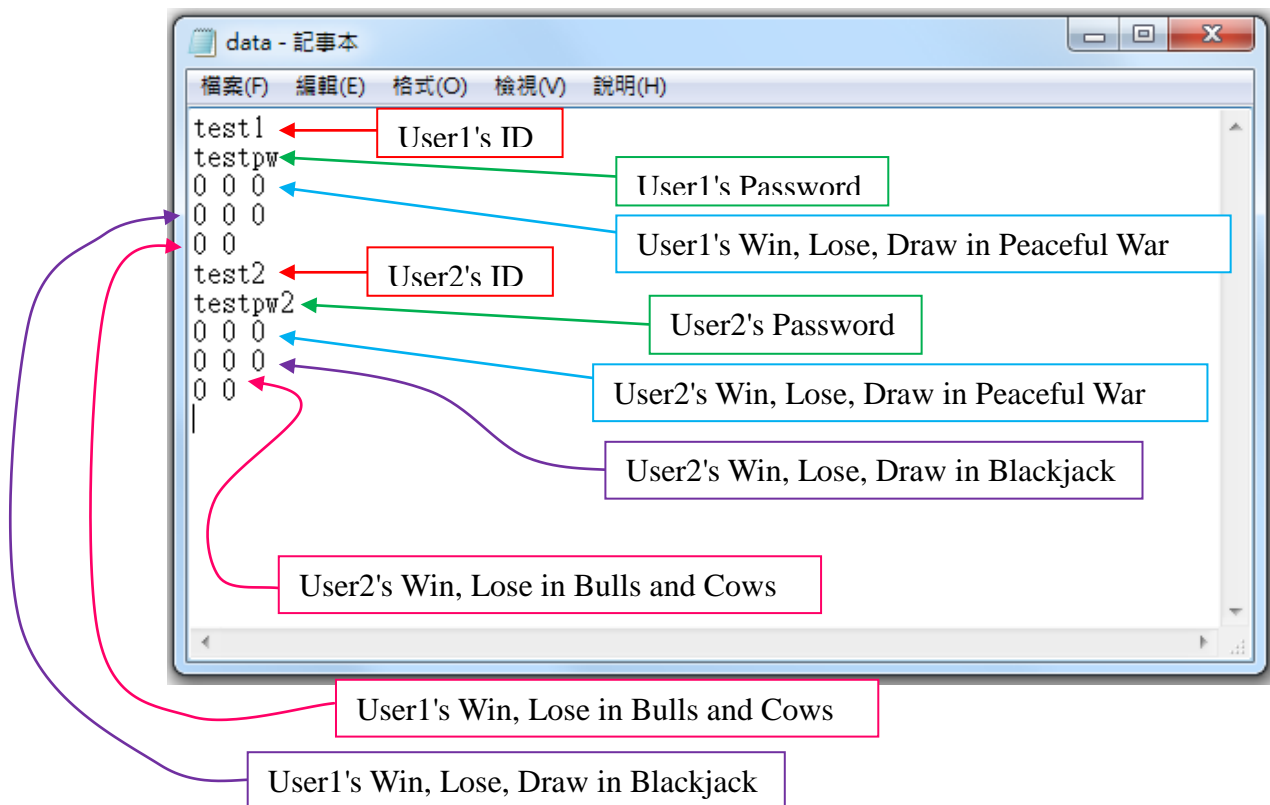 data - 記事本
檔案(F) 編輯(E) 格式(O) 檢視(V) 說明(H)
test1
User1's ID
testpw
User1's Password
0 0 0
User1's Win, Lose, Draw in Peaceful War
0 0 0
0 0
test2
User2's ID
testpw2
User2's Password
0 0 0
User2's Win, Lose, Draw in Peaceful War
0 0 0
User2's Win, Lose, Draw in Blackjack
0 0
User2's Win, Lose in Bulls and Cows
User1's Win, Lose in Bulls and Cows
User1's Win, Lose, Draw in Blackjack